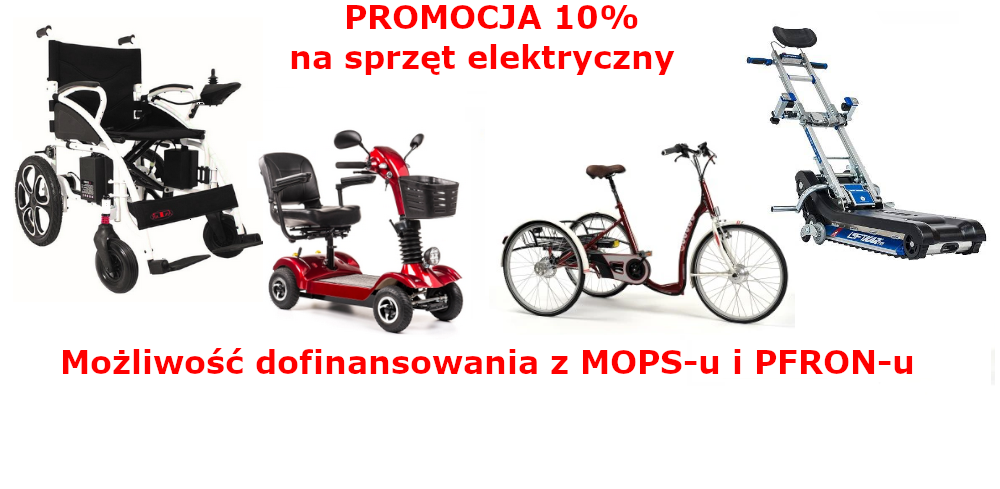 PROMOCJA 10%
na sprzęt elektryczny
Możliwość dofinansowania z MOPS-u i PFRON-u